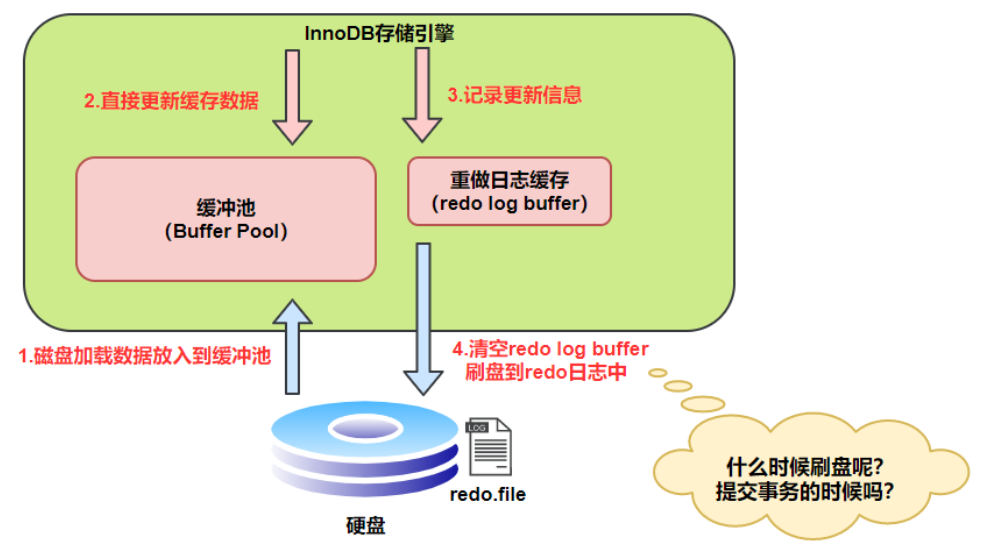 InnoDB存储引擎
2.直接更新缓存数据
3.记录更新信息
缓冲池
（Buffer Pool）
重做日志缓存
（redo log buffer）
1.磁盘加载数据放入到缓冲池
4.清空redo log buffer
刷盘到redo日志中
LOG
redo.file
硬盘
什么时候刷盘呢？
提交事务的时候吗？